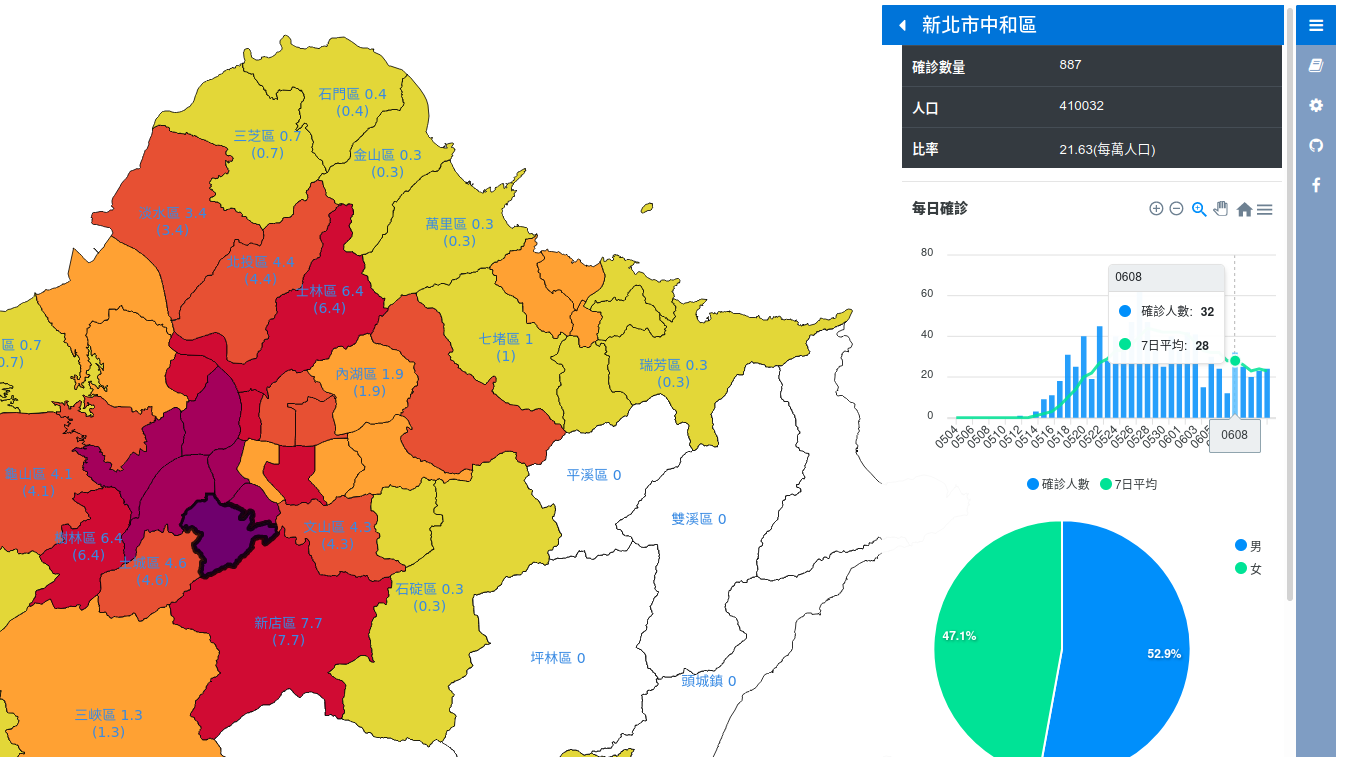 石門區 0.4
(0.4)
三芝區 0.7
(0.7)
金山區 0.3
(0.3)
淡水區 3.4
(3.4)
萬里區 0.3
(0.3)
北投區 4.4
(4.4)
士林區 6.4
(6.4)
區 0.7
0.7)
七堵區 1
(1)
瑞芳區 0.3
(0.3)
內湖區 1.9
(1.9)
龜山區 4.1
(4.1)
平溪區 0
雙溪區 0
文山區 4.3
(4.3)
樹林區 6.4
(6.4)
土城區 4.6
(4.6)
石碇區 0.3
(0.3)
新店區 7.7
(7.7)
坪林區 0
頭城鎮 0
三峽區 1.3
(1.3)
新北市中和區
確診數量 887
人口 410032
比率 21.63(每萬人口)
每日確診
80
60
40
20
0
0608
確診人數: 32
7日平均: 28
0504 0506 0508 0510 0512 0514 0516 0518 0520 0522 0524 0526 0528 0530 0601 0603
0608
確診人數 7日平均
男
女
47.1%
52.9%